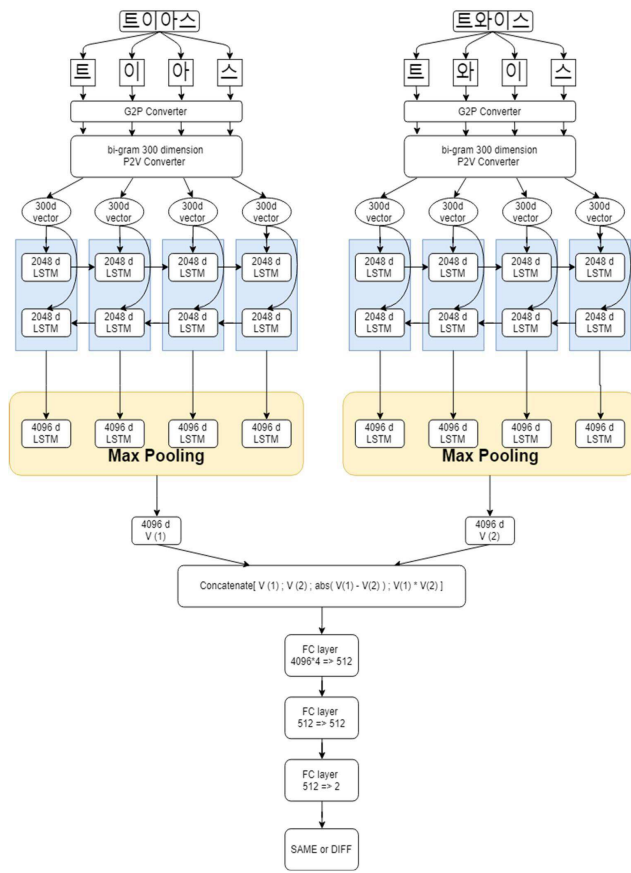 트이아스
트 이 아 스
G2P Converter
bi-gram 300 dimension
P2V Converter
300d
vector
300d
vector
300d
vector
300d
vector
2048 d
LSTM
2048 d
LSTM
2048 d
LSTM
2048 d
LSTM
2048 d
LSTM
2048 d
LSTM
2048 d
LSTM
2048 d
LSTM
4096 d
LSTM
4096 d
LSTM
4096 d
LSTM
4096 d
LSTM
Max Pooling
4096 d
V (1)
트와이스
트 와 이 스
G2P Converter
bi-gram 300 dimension
P2V Converter
300d
vector
300d
vector
300d
vector
300d
vector
2048 d
LSTM
2048 d
LSTM
2048 d
LSTM
2048 d
LSTM
2048 d
LSTM
2048 d
LSTM
2048 d
LSTM
2048 d
LSTM
4096 d
LSTM
4096 d
LSTM
4096 d
LSTM
4096 d
LSTM
Max Pooling
4096 d
V (2)
Concatenate[ V (1) ; V (2) ; abs( V(1) - V(2) ) ; V(1) * V(2) ]
FC layer
4096*4 => 512
FC layer
512 => 512
FC layer
512 => 2
SAME or DIFF